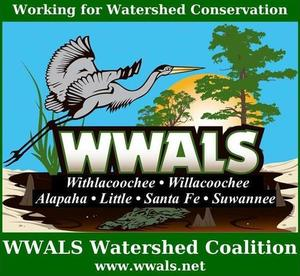 Working for Watershed Conservation
WWALS
Withlacoochee • Willacoochee
Alapaha • Little • Santa Fe • Suwannee
WWALS Watershed Coalition
www.wwals.net